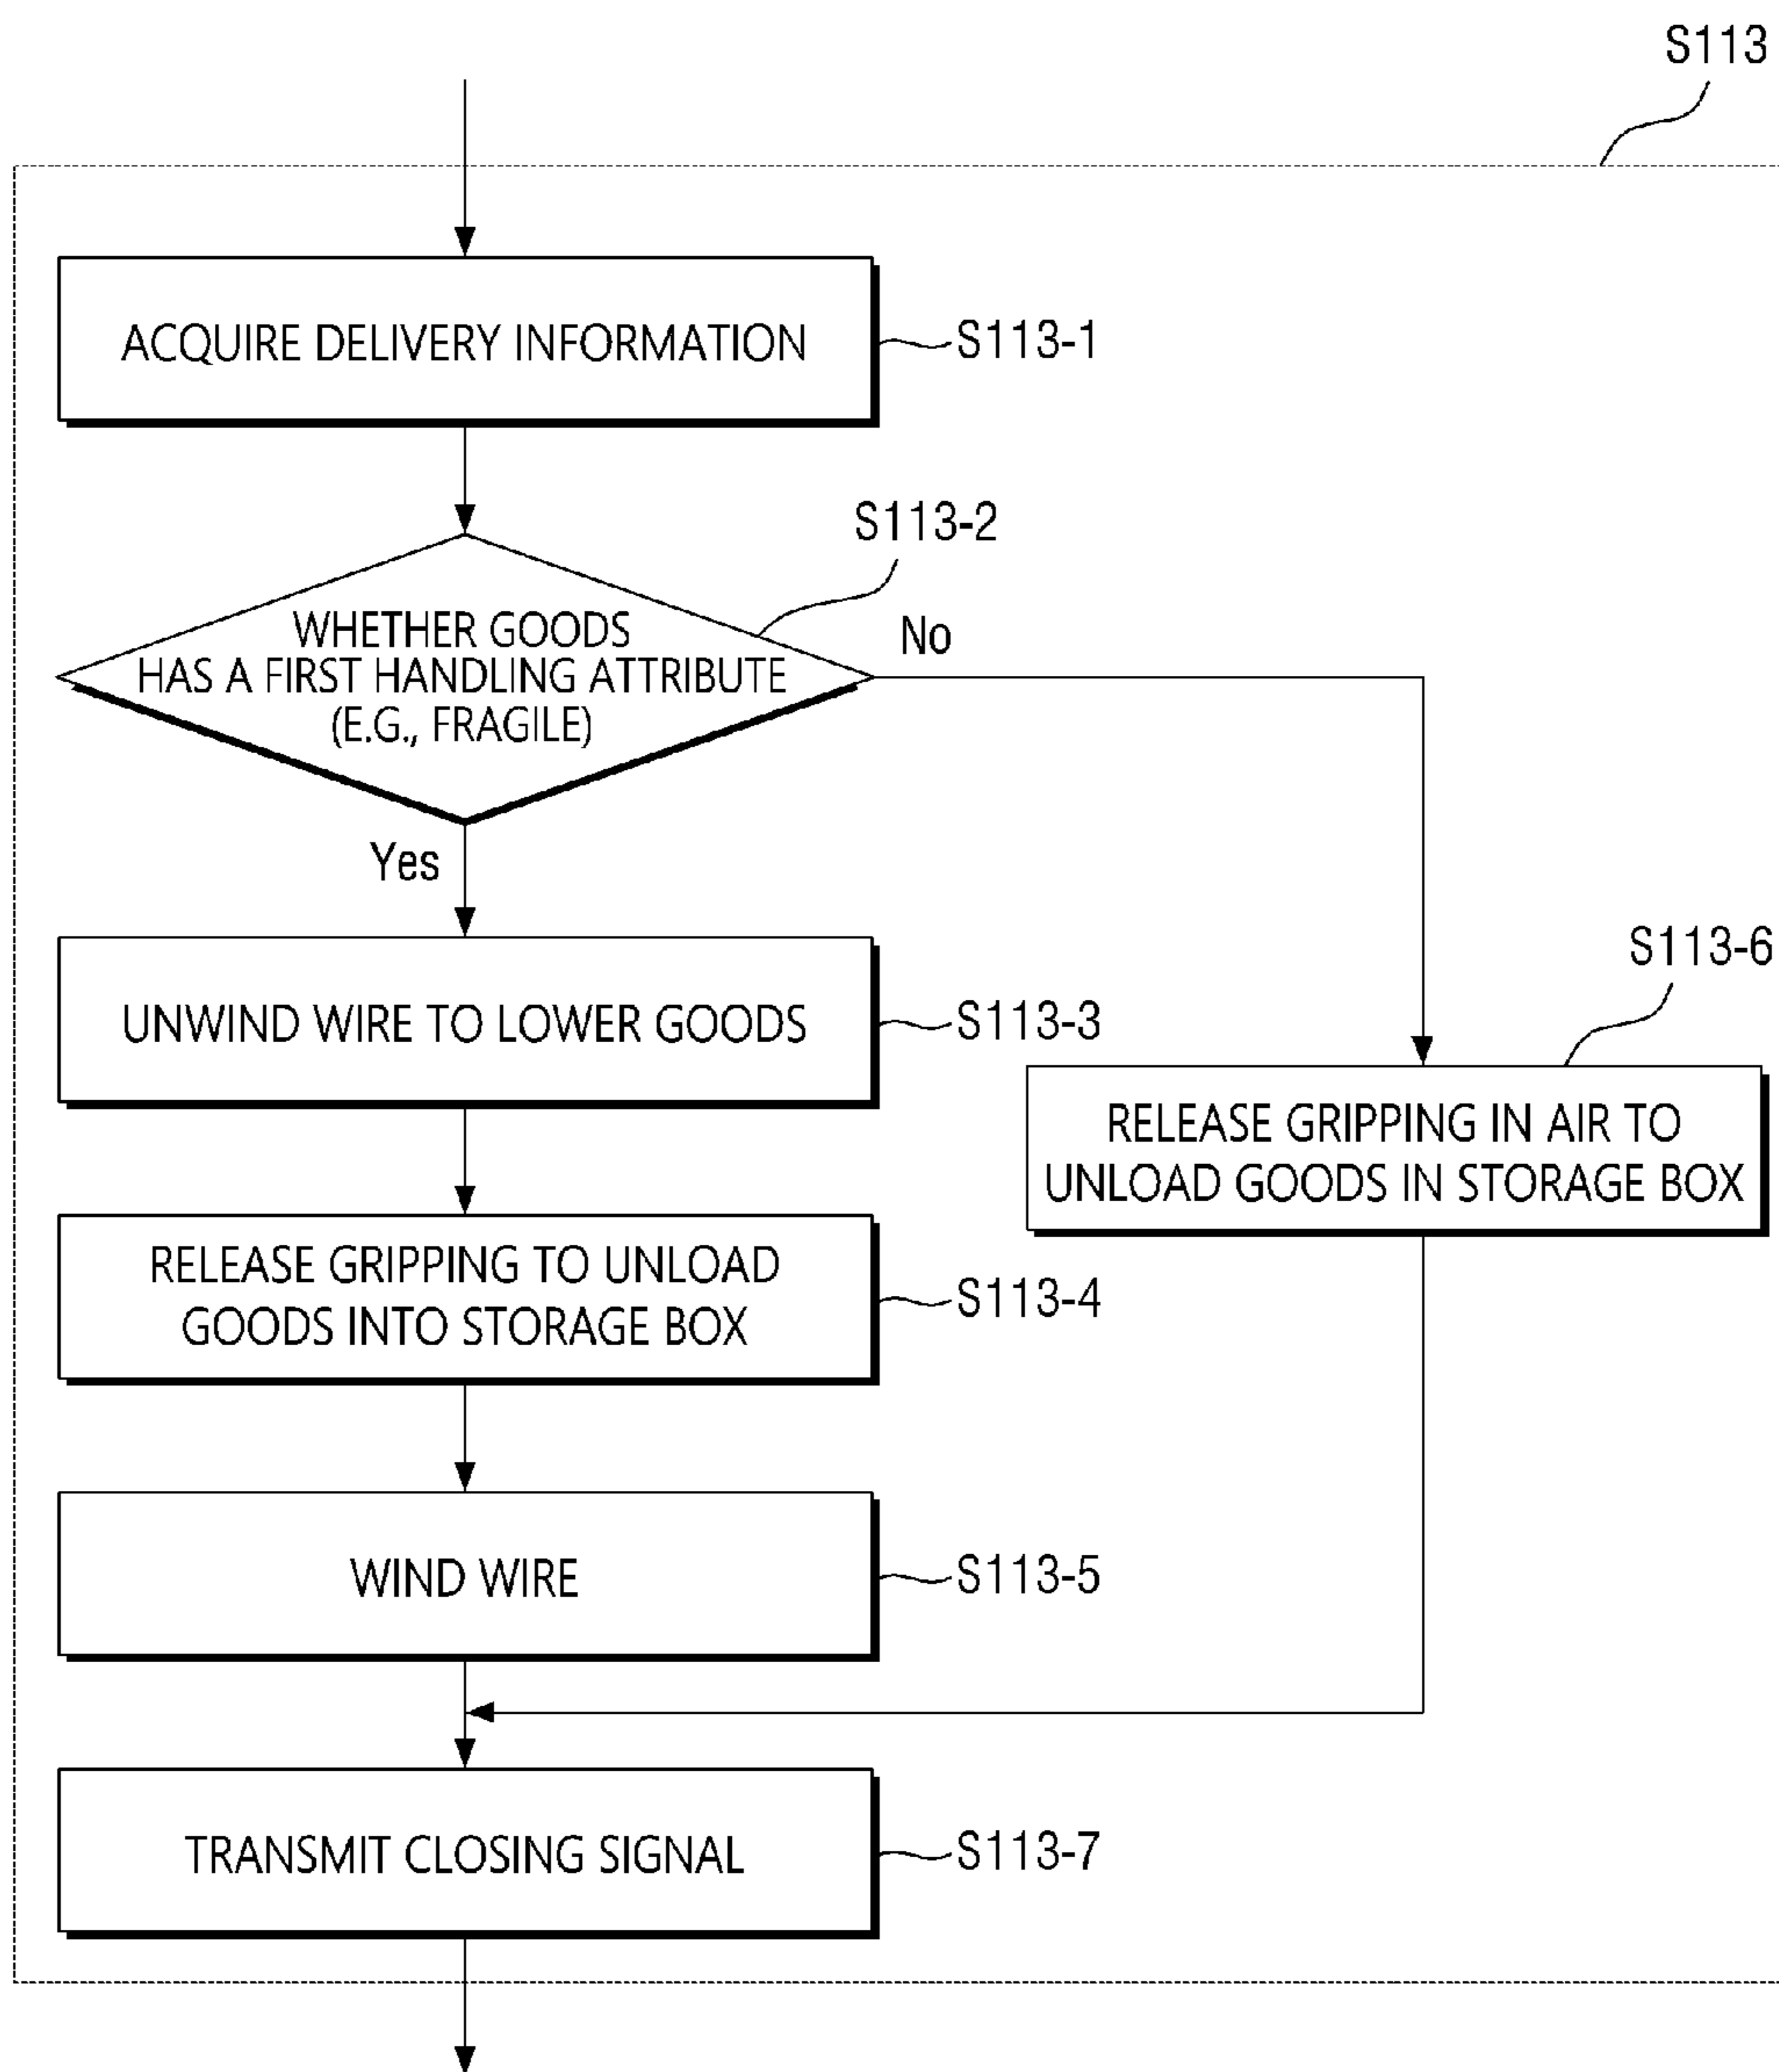 S113
ACQUIRE DELIVERY INFORMATION
S113-1
S113-2
WHETHER GOODS
HAS A FIRST HANDLING ATTRIBUTE
(E.G., FRAGILE)
No
Yes
UNWIND WIRE TO LOWER GOODS
S113-3
S113-6
RELEASE GRIPPING IN AIR TO
UNLOAD GOODS IN STORAGE BOX
RELEASE GRIPPING TO UNLOAD
GOODS INTO STORAGE BOX
S113-4
WIND WIRE
S113-5
TRANSMIT CLOSING SIGNAL
S113-7